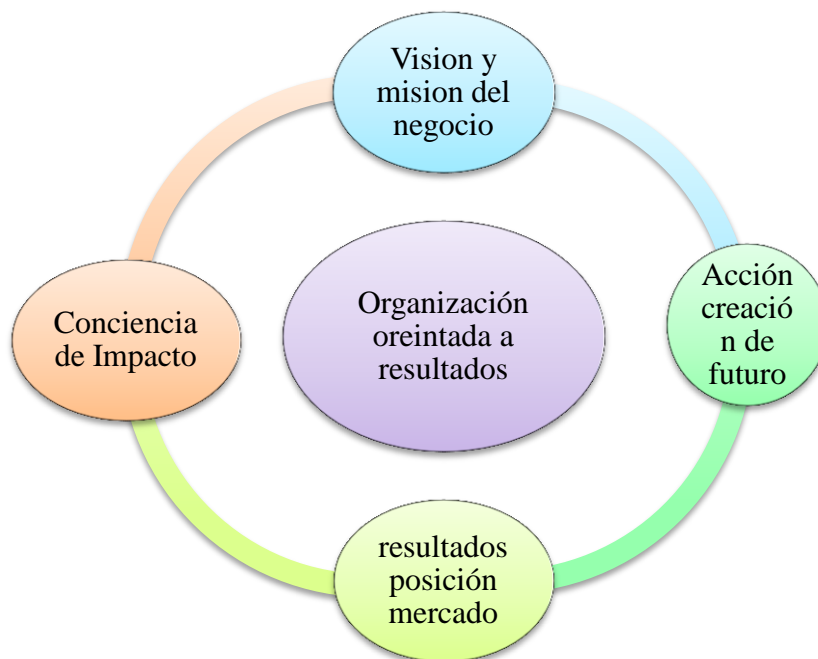 Vision y
mision del
negocio
Acción
creació
n de
futuro
Organización
oreintada a
resultados
Conciencia
de Impacto
resultados
posición
mercado